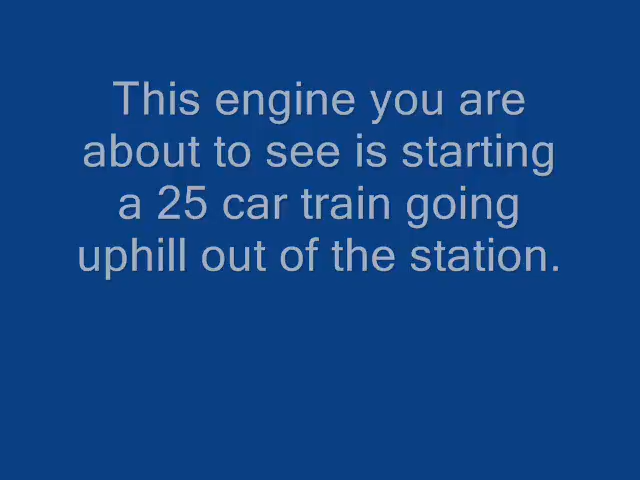 This engine you are
about to see is starting
a 25 car train going
uphill out of the station.